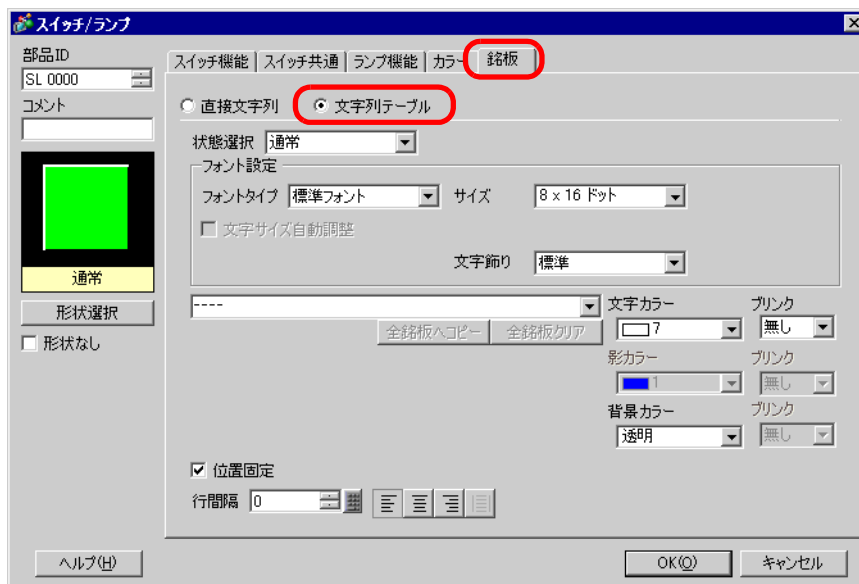 スイッチ/ランプ
部品ID
SL 0000
コメント
通常
形状選択
形状なし
スイッチ機能 スイッチ共通 ランプ機能 カラー 銘板
直接文字列 文字列テーブル
状態選択 通常
フォント設定
フォントタイプ 標準フォント サイズ 8 x 16 ドット
文字サイズ自動調整
文字飾り 標準
---- 文字カラー ブリンク
7 無し
全銘板へコピー 全銘板クリア
影カラー ブリンク
1 無し
背景カラー ブリンク
透明 無し
位置固定
行間隔 0
ヘルプ(H) OK(O) キャンセル